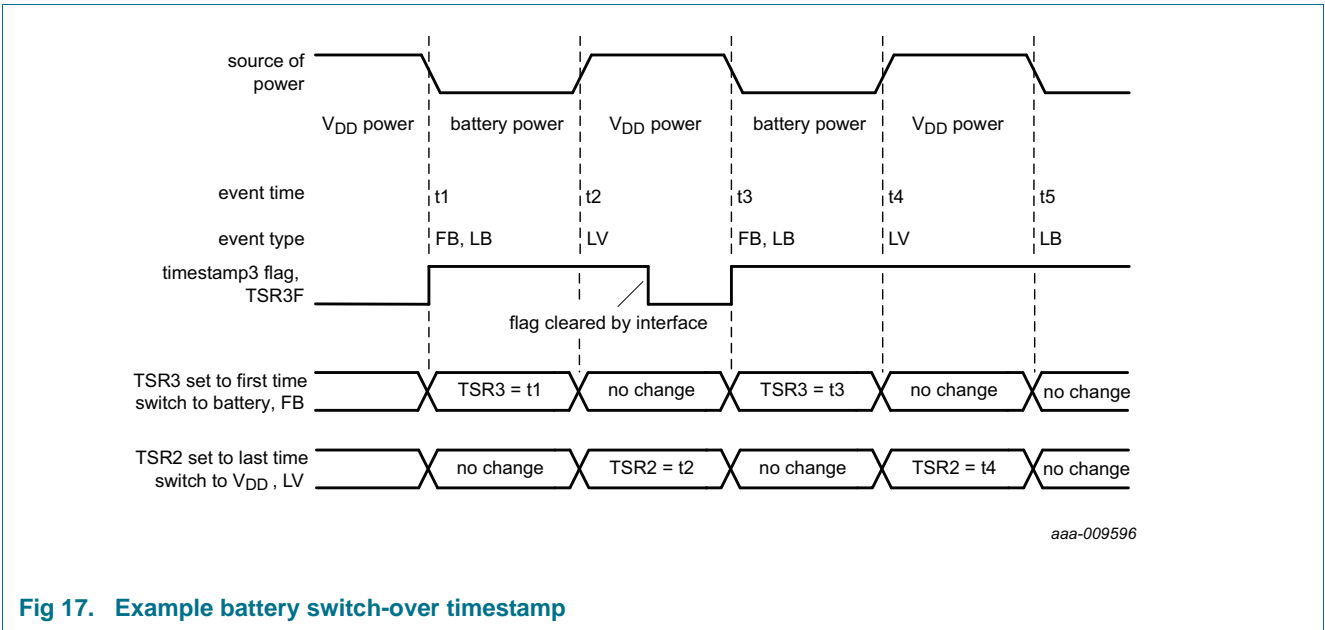 source of
power
V_DD power battery power V_DD power battery power V_DD power
event time t1 t2 t3 t4 t5
event type FB, LB LV FB, LB LV LB
timestamp3 flag,
TSR3F
flag cleared by interface
TSR3 set to first time
switch to battery, FB
TSR3 = t1 no change TSR3 = t3 no change no change
TSR2 set to last time
switch to V_DD , LV
no change TSR2 = t2 no change TSR2 = t4 no change
aaa-009596
Fig 17. Example battery switch-over timestamp